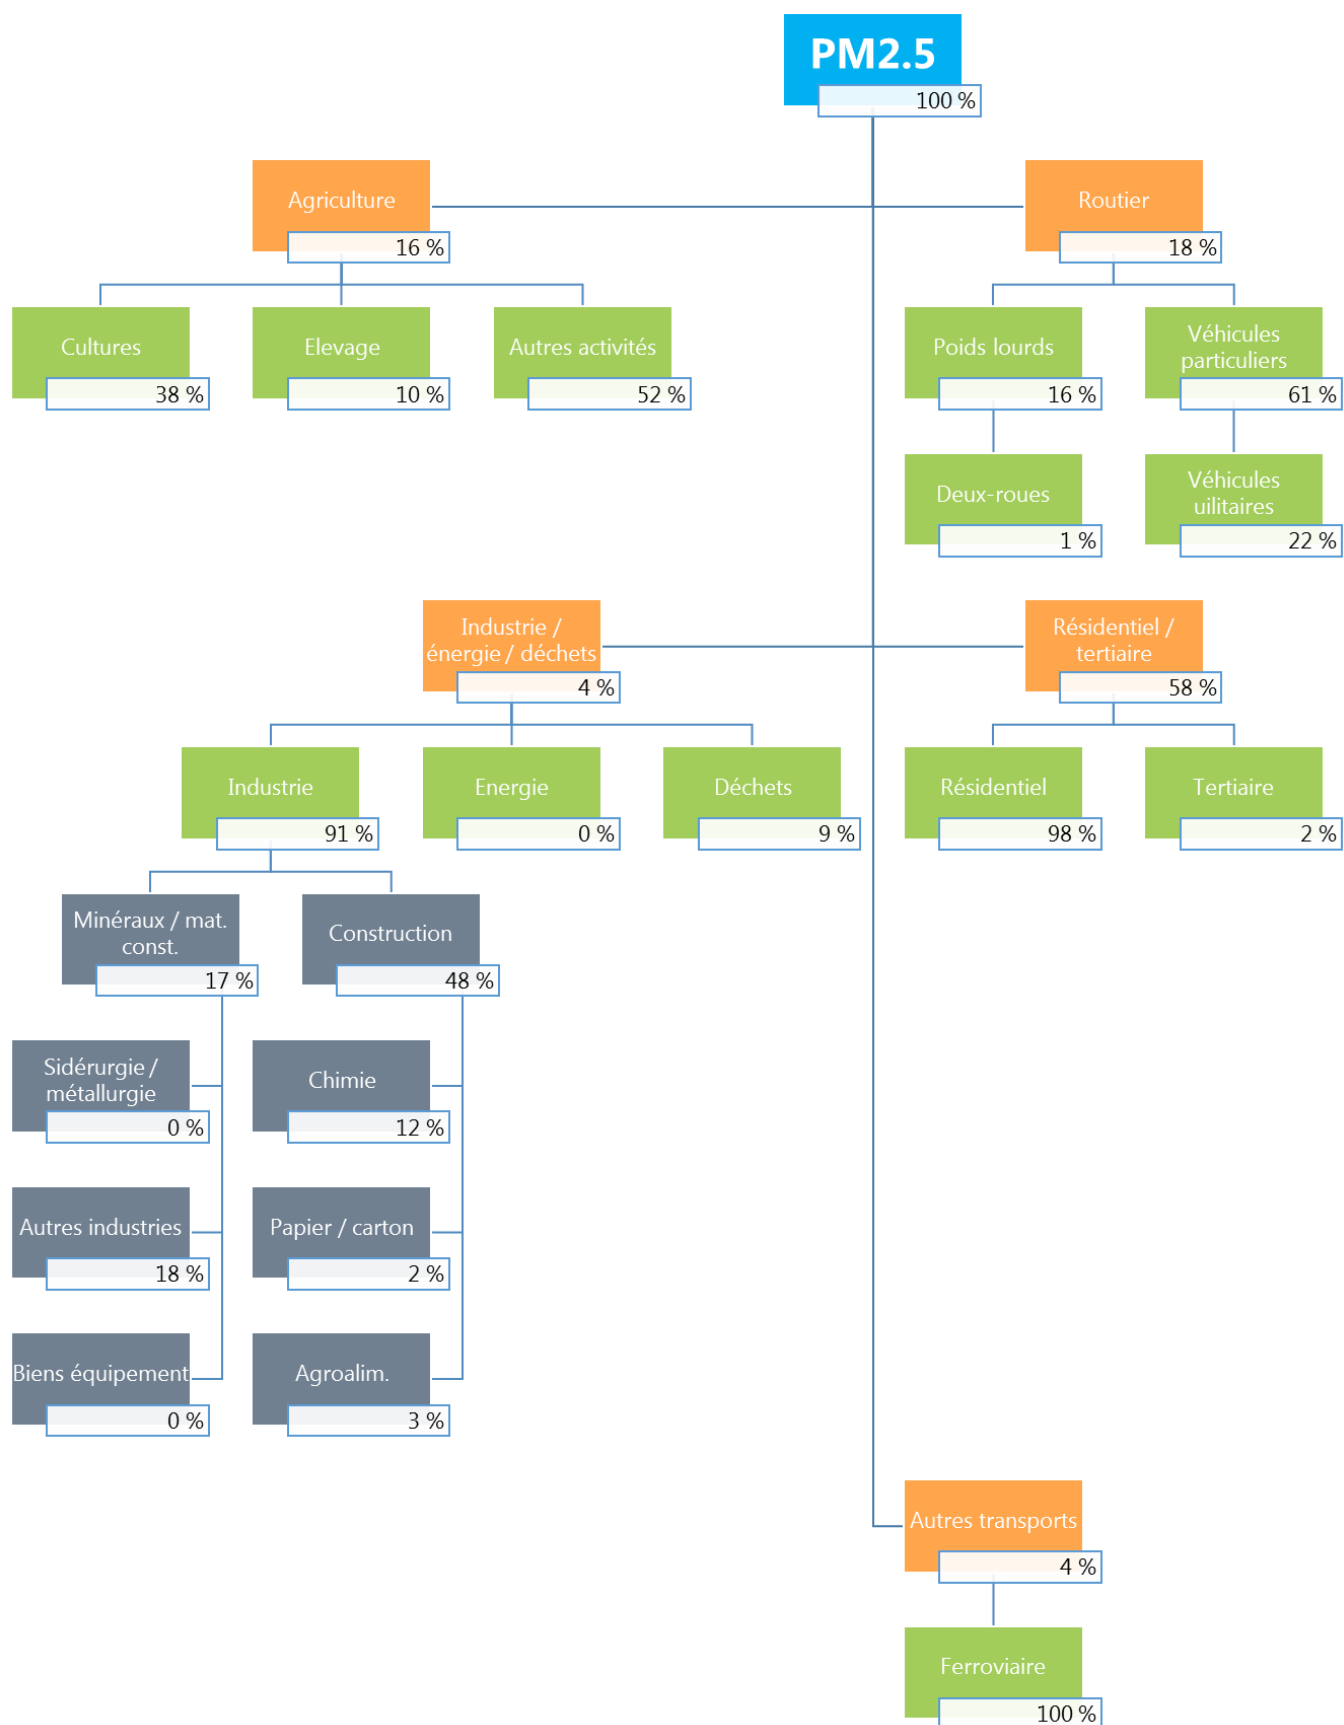 PM2.5
100 %
Agriculture
16 %
Routier
18 %
Cultures
38 %
Elevage
10 %
Autres activités
52 %
Poids lourds
16 %
Véhicules
particuliers
61 %
Deux-roues
1 %
Véhicules
uilitaires
22 %
Industrie /
énergie / déchets
4 %
Résidentiel /
tertiaire
58 %
Industrie
91 %
Energie
0 %
Déchets
9 %
Résidentiel
98 %
Tertiaire
2 %
Minéraux / mat.
const.
17 %
Construction
48 %
Sidérurgie /
métallurgie
0 %
Chimie
12 %
Autres industries
18 %
Papier / carton
2 %
Biens équipement
0 %
Agroalim.
3 %
Autres transports
4 %
Ferroviaire
100 %